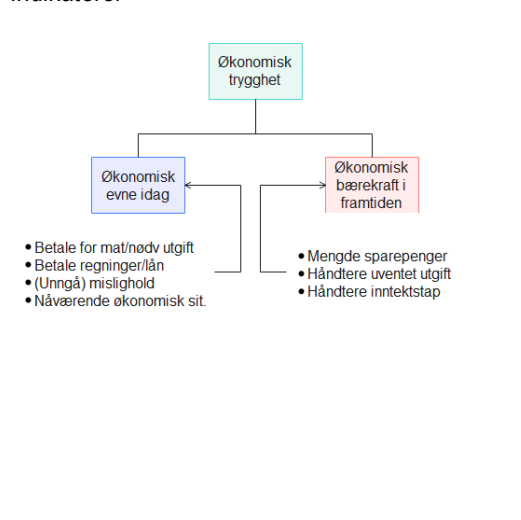 Økonomisk
trygghet
Økonomisk
evne idag
Økonomisk
bærekraft i
framtiden
• Betale for mat/nødv utgift
• Betale regninger/lån
• (Unngå) mislighold
• Nåværende økonomisk sit.
• Mengde sparepenger
• Håndtere uventet utgift
• Håndtere inntektstap